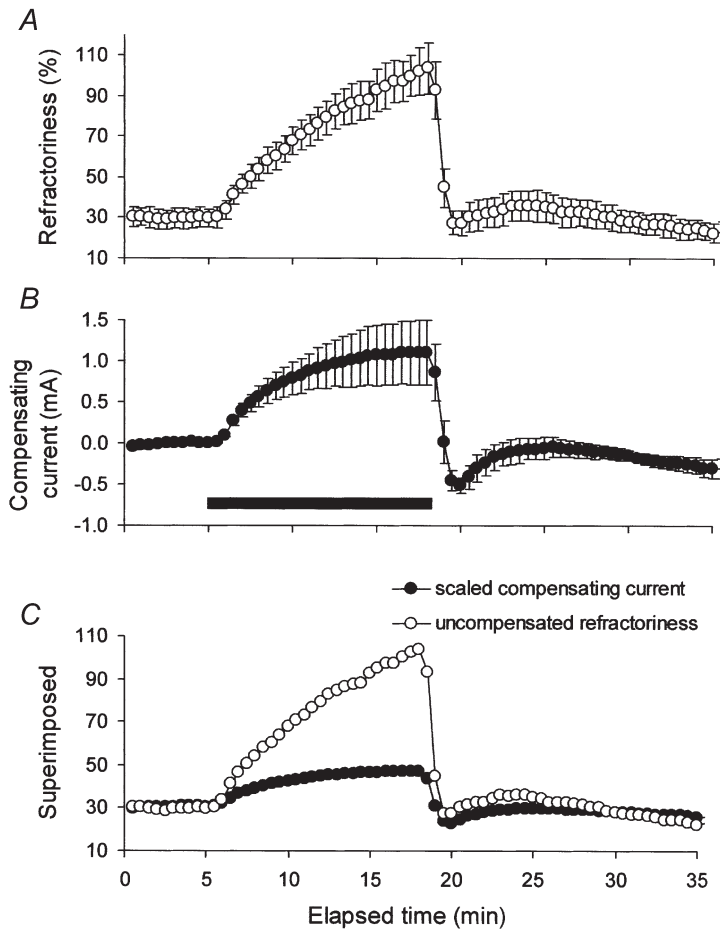 A
Refractoriness (%)
110
90
70
50
30
10
B
Compensating
current (mA)
1.5
1.0
0.5
0.0
-0.5
-1.0
C
scaled compensating current
uncompensated refractoriness
Superimposed
110
90
70
50
30
10
0 5 10 15 20 25 30 35
Elapsed time (min)